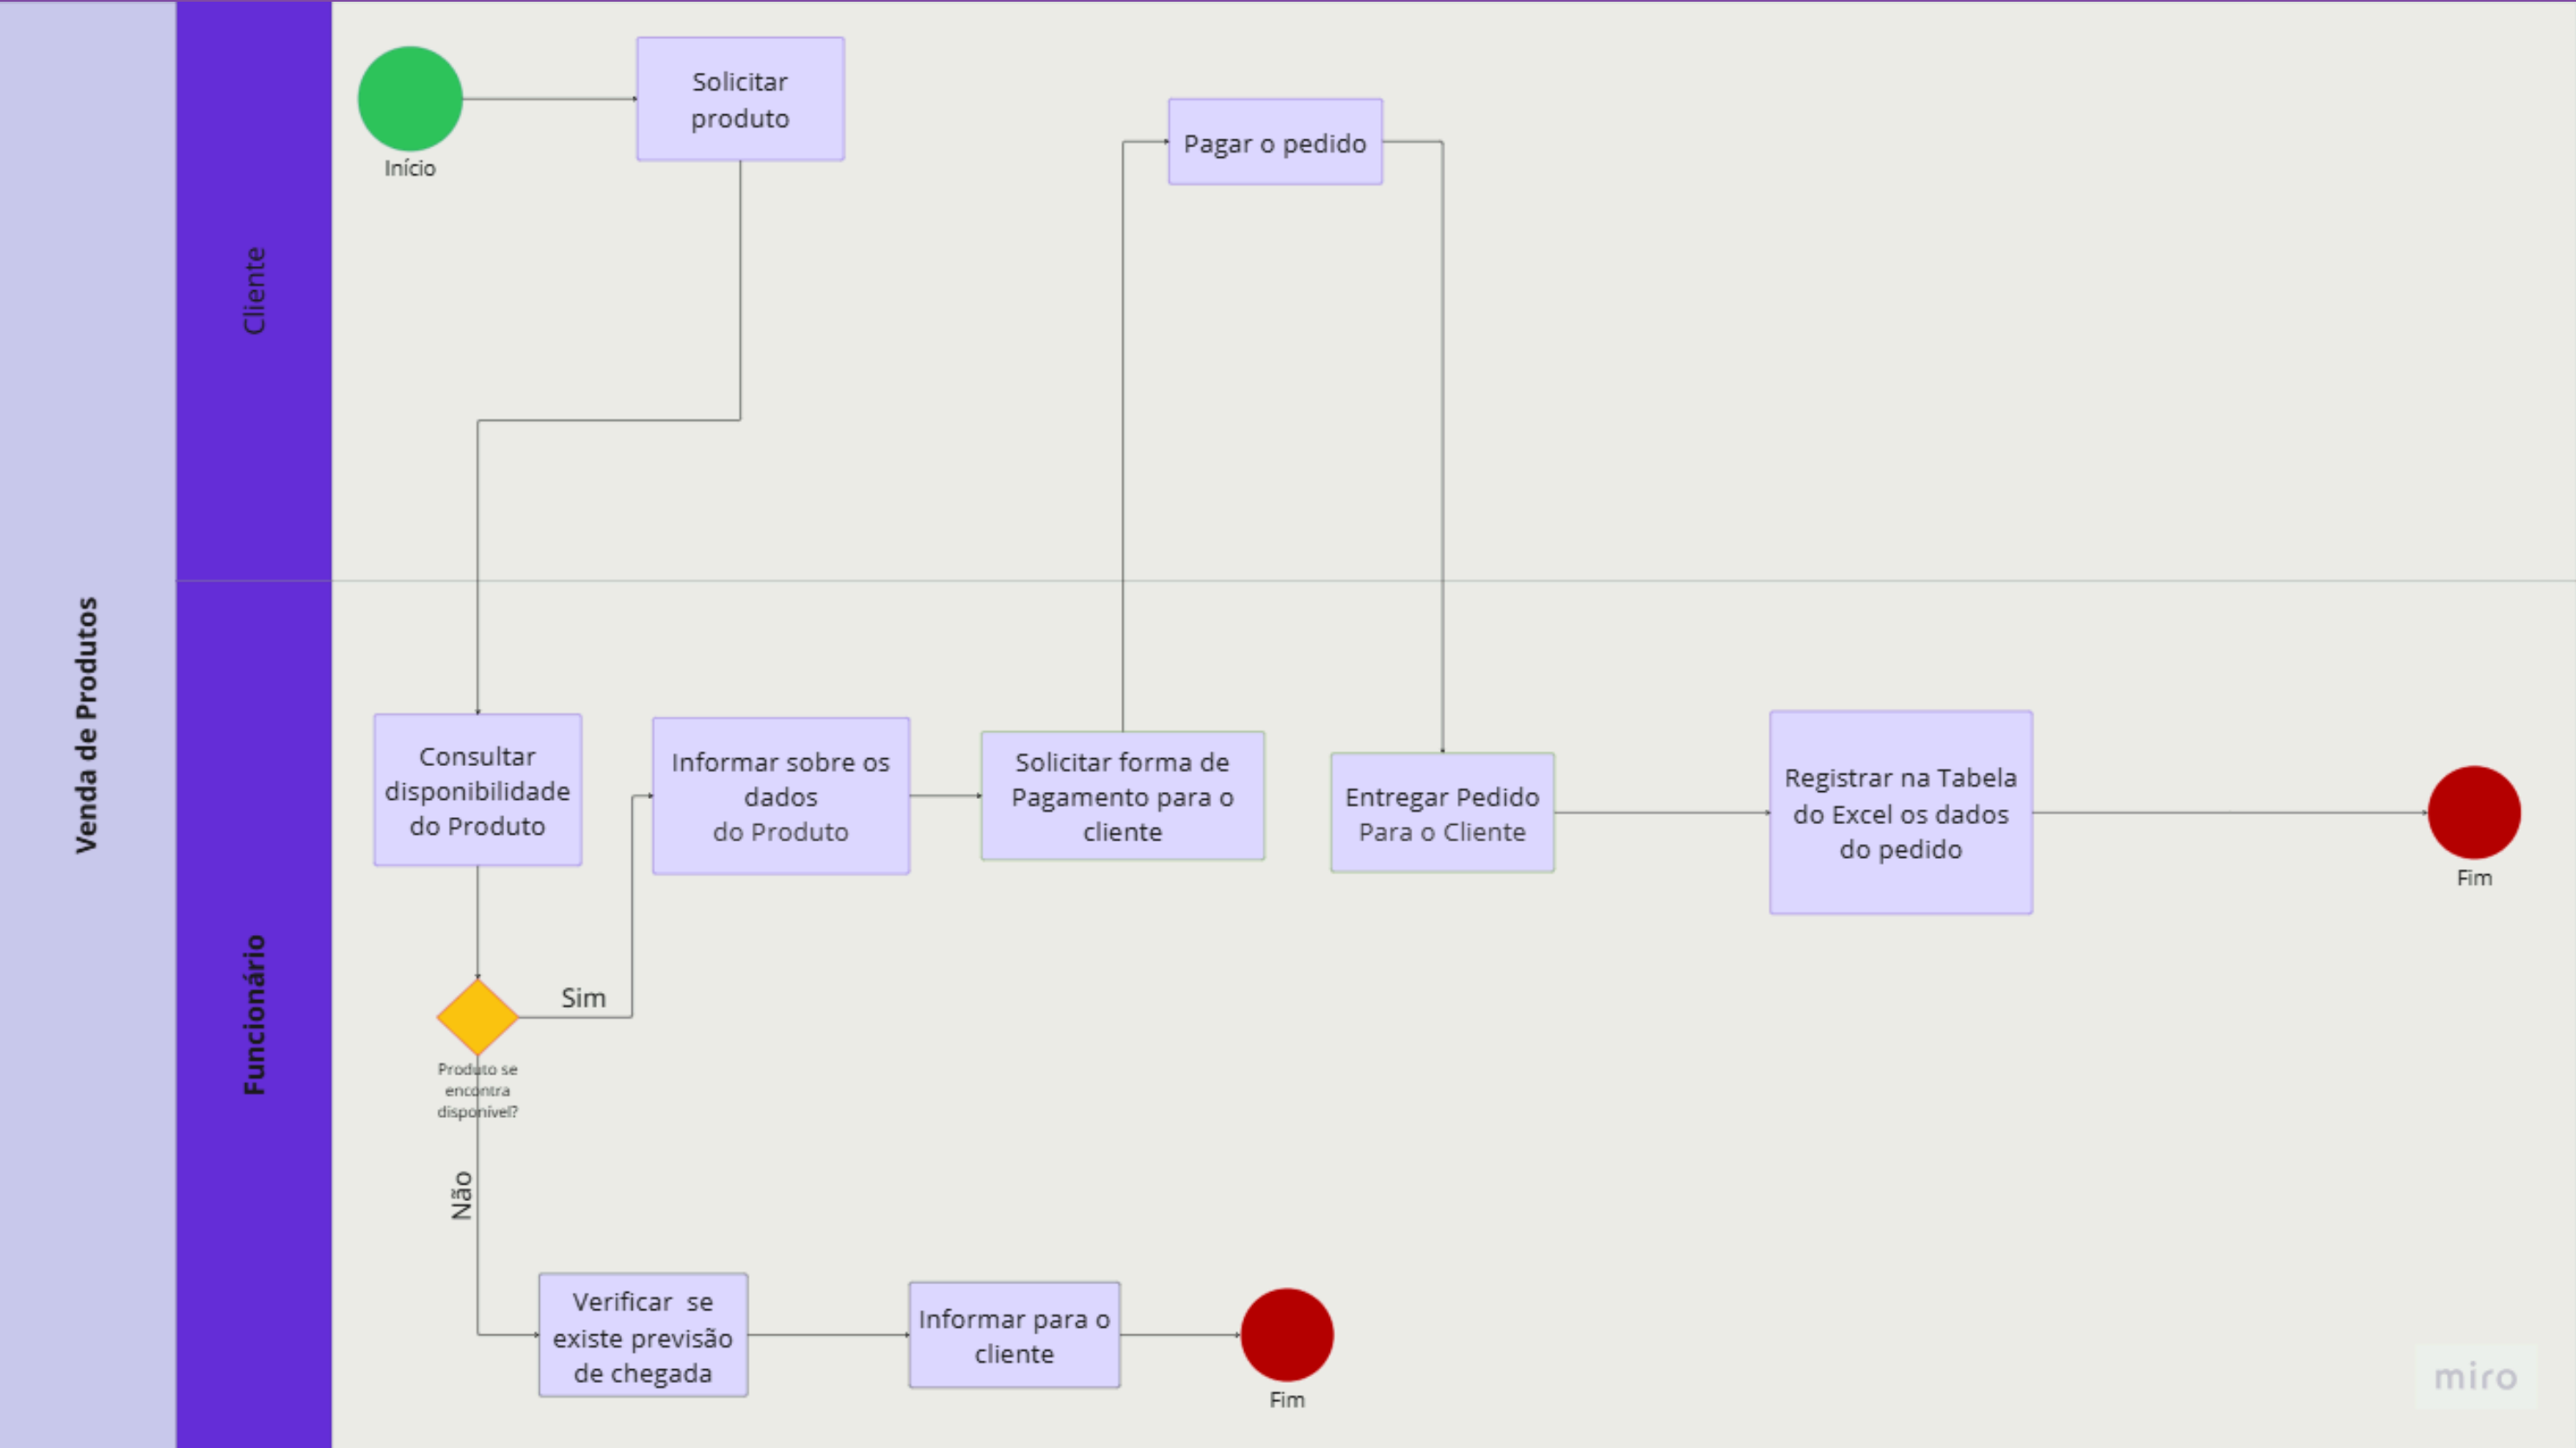 Venda de Produtos
Cliente
Início
Solicitar
produto
Pagar o pedido
Funcionário
Consultar
disponibilidade
do Produto
Produto se
encontra
disponível?
Sim
Não
Informar sobre os
dados
do Produto
Solicitar forma de
Pagamento para o
cliente
Entregar Pedido
Para o Cliente
Registrar na Tabela
do Excel os dados
do pedido
Fim
Verificar  se
existe previsão
de chegada
Informar para o
cliente
Fim
miro